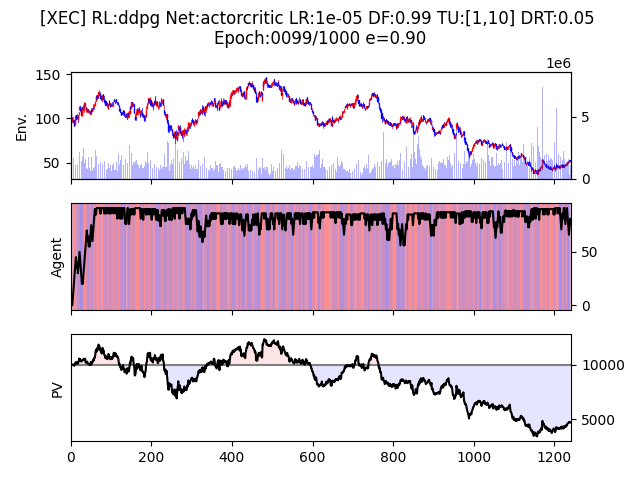 [XEC] RL:ddpg Net:actorcritic LR:1e-05 DF:0.99 TU:[1,10] DRT:0.05
Epoch:0099/1000 e=0.90
1e6
150
100
50
Env.
5
0
Agent
50
0
PV
10000
5000
0 200 400 600 800 1000 1200